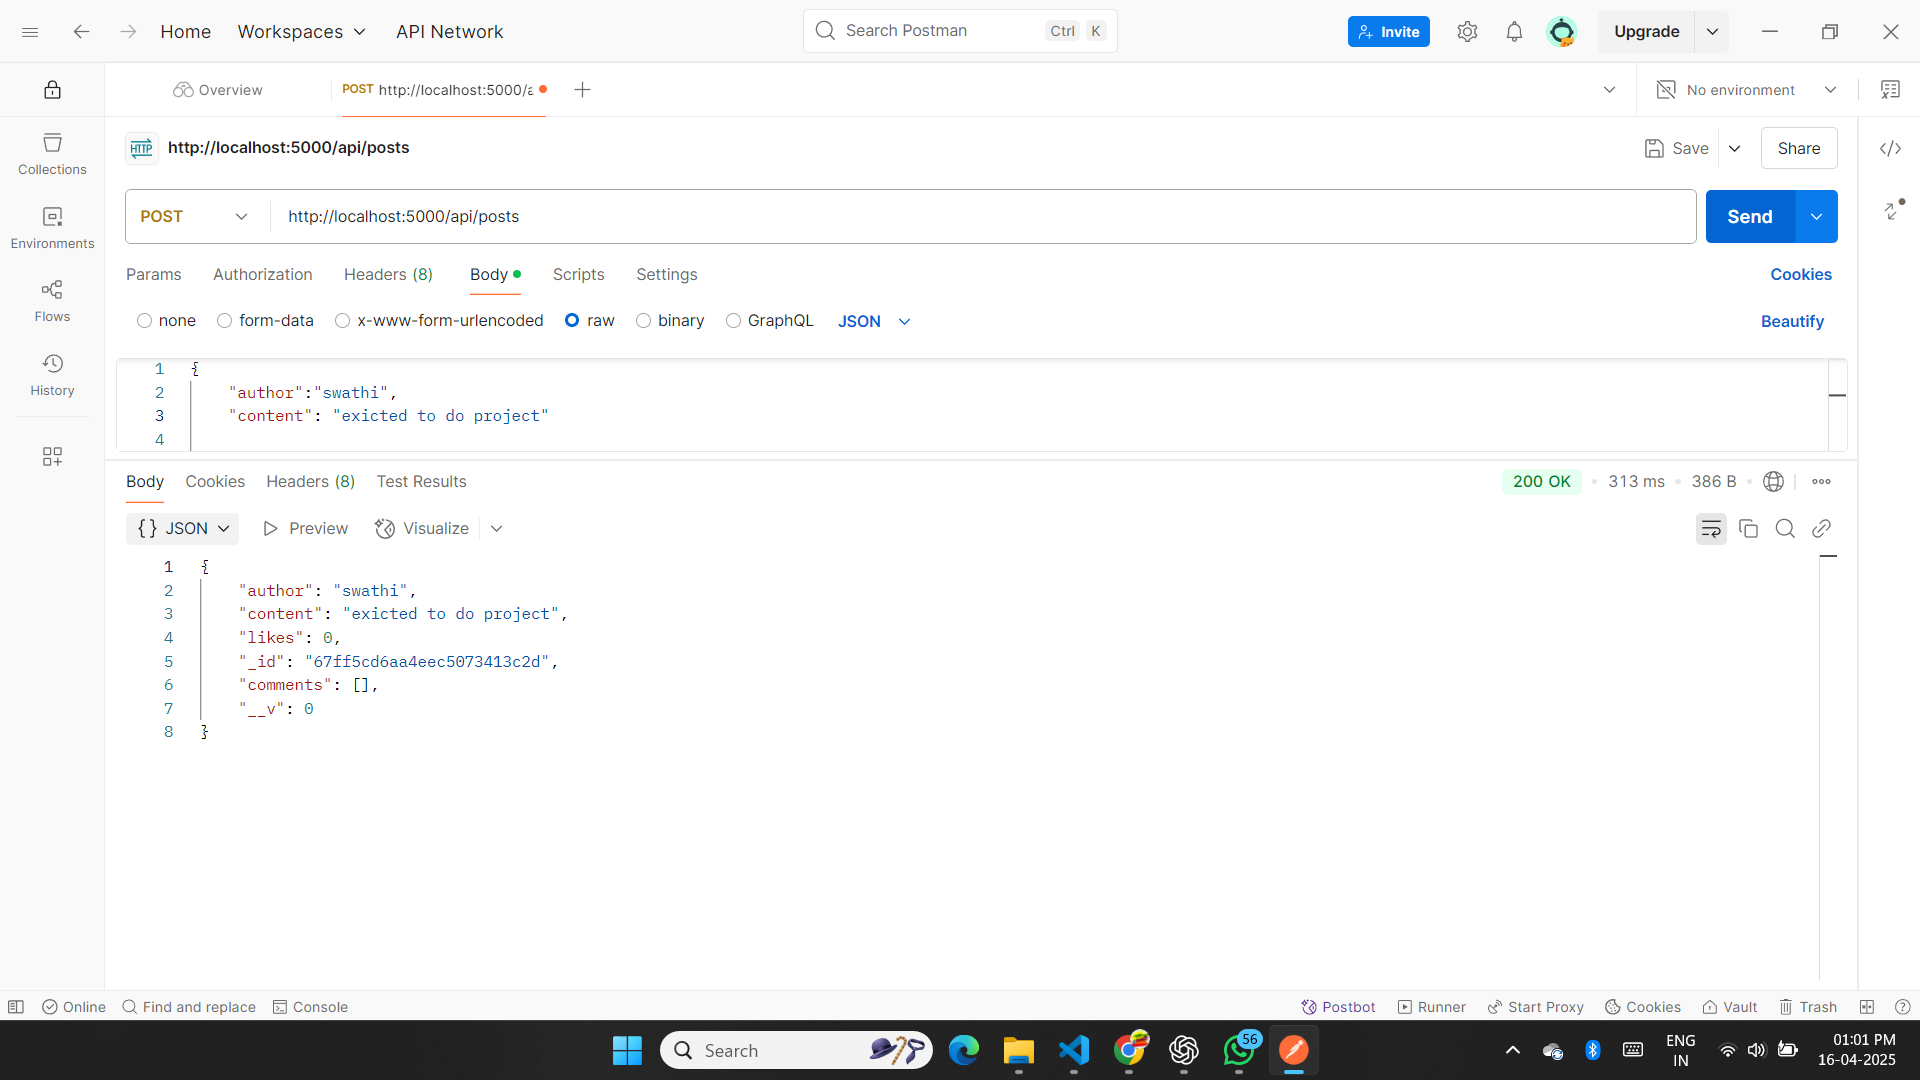 Home Workspaces API Network Search Postman Ctrl K Invite Upgrade
Overview POST http://localhost:5000/a No environment
HTTP http://localhost:5000/api/posts Save Share
Collections
POST http://localhost:5000/api/posts Send
Environments
Params Authorization Headers (8) Body Scripts Settings Cookies
Flows
none form-data x-www-form-urlencoded raw binary GraphQL JSON Beautify
History
1 {
2 "author":"swathi",
3 "content": "exicted to do project"
4
Body Cookies Headers (8) Test Results 200 OK 313 ms 386 B
{} JSON Preview Visualize
1 {
2 "author": "swathi",
3 "content": "exicted to do project",
4 "likes": 0,
5 "_id": "67ff5cd6aa4eec5073413c2d",
6 "comments": [],
7 "__v": 0
8 }
Online Find and replace Console Postbot Runner Start Proxy Cookies Vault Trash
Search 56 ENG IN 01:01 PM 16-04-2025